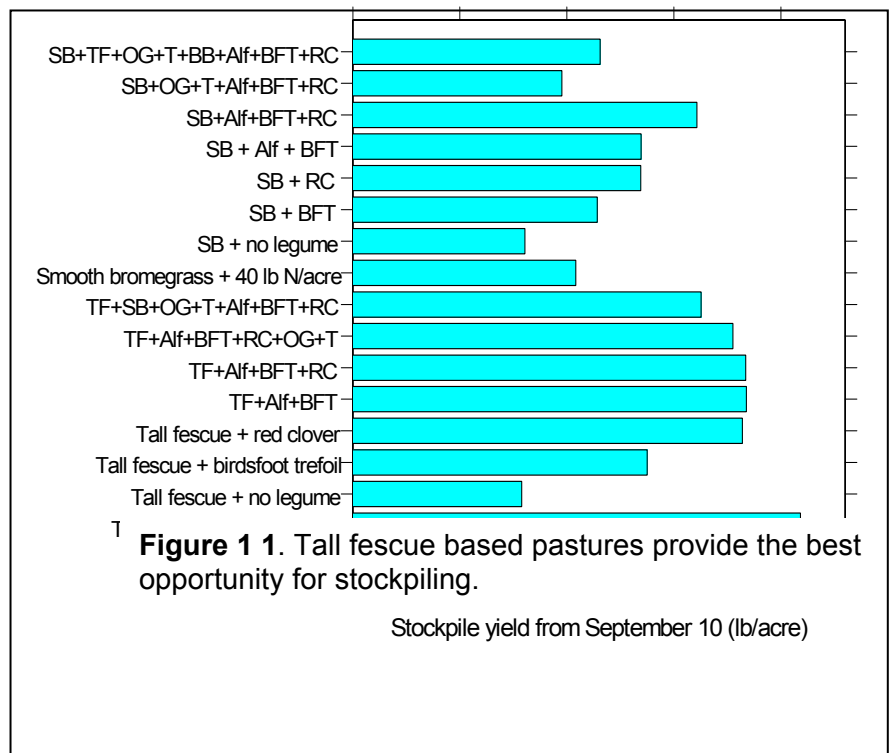 SB+TF+OG+T+BB+Alf+BFT+RC
SB+OG+T+Alf+BFT+RC
SB+Alf+BFT+RC
SB + Alf + BFT
SB + RC
SB + BFT
SB + no legume
Smooth bromegrass + 40 lb N/acre
TF+SB+OG+T+Alf+BFT+RC
TF+Alf+BFT+RC+OG+T
TF+Alf+BFT+RC
TF+Alf+BFT
Tall fescue + red clover
Tall fescue + birdsfoot trefoil
Tall fescue + no legume
Figure 1 1. Tall fescue based pastures provide the best
opportunity for stockpiling.
Stockpile yield from September 10 (lb/acre)